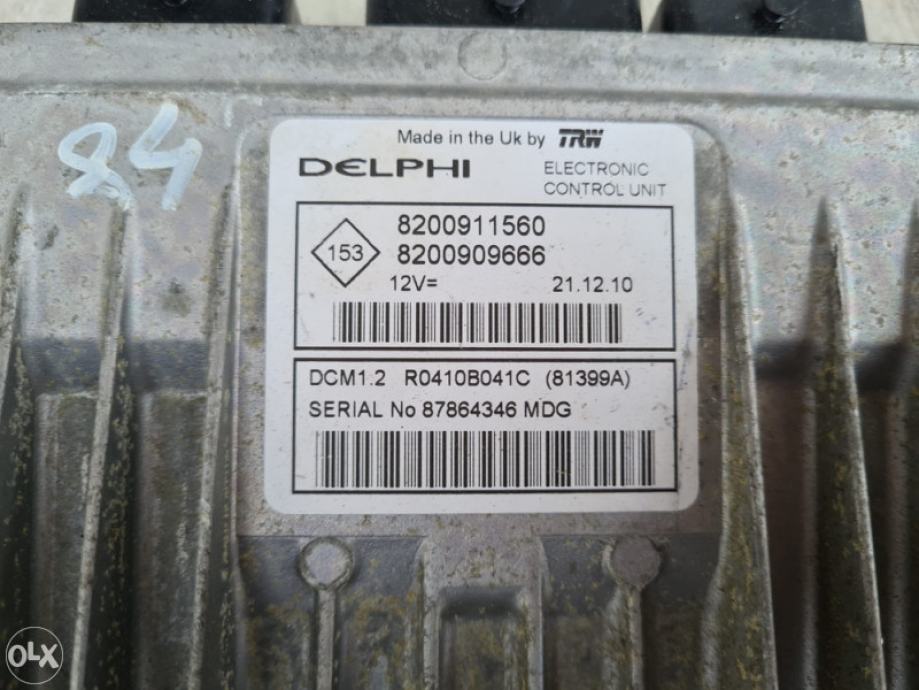 84
Made in the Uk by TRW
DELPHI ELECTRONIC
CONTROL UNIT
153
8200911560
8200909666
12V= 21.12.10
DCM1.2 R0410B041C (81399A)
SERIAL No 87864346 MDG
OLX